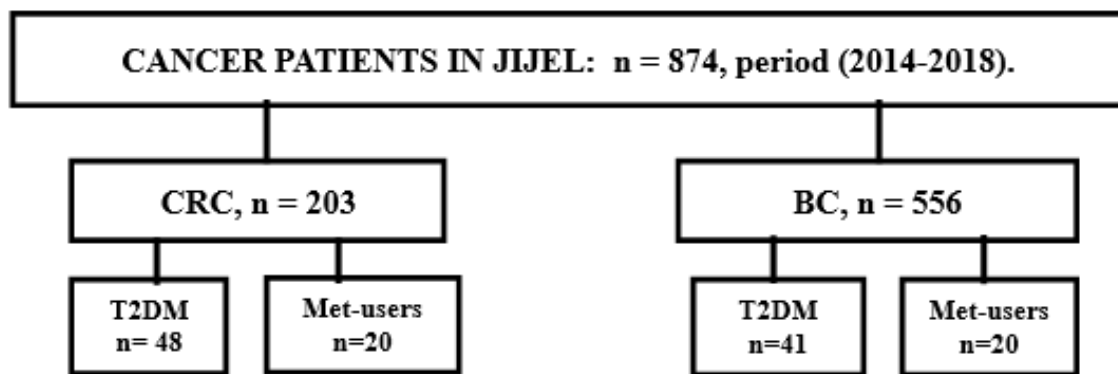 CANCER PATIENTS IN JIJEL: n = 874, period (2014-2018).
CRC, n = 203
BC, n = 556
T2DM
n= 48
Met-users
n=20
T2DM
n=41
Met-users
n=20